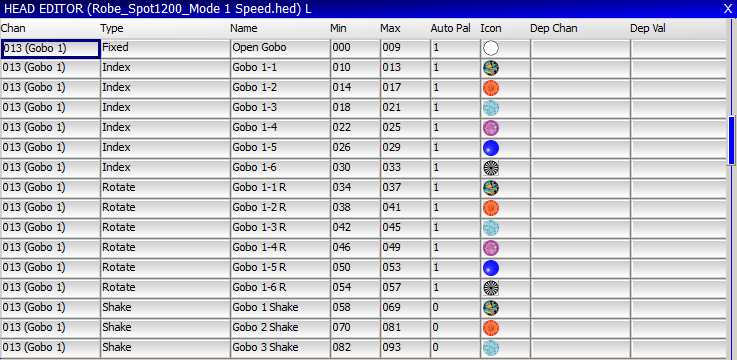 HEAD EDITOR (Robe_Spot1200_Mode 1 Speed.hed) L X
Chan Type Name Min Max Auto Pal Icon Dep Chan Dep Val
013 (Gobo 1) Fixed Open Gobo 000 009 1
013 (Gobo 1) Index Gobo 1-1 010 013 1
013 (Gobo 1) Index Gobo 1-2 014 017 1
013 (Gobo 1) Index Gobo 1-3 018 021 1
013 (Gobo 1) Index Gobo 1-4 022 025 1
013 (Gobo 1) Index Gobo 1-5 026 029 1
013 (Gobo 1) Index Gobo 1-6 030 033 1
013 (Gobo 1) Rotate Gobo 1-1 R 034 037 1
013 (Gobo 1) Rotate Gobo 1-2 R 038 041 1
013 (Gobo 1) Rotate Gobo 1-3 R 042 045 1
013 (Gobo 1) Rotate Gobo 1-4 R 046 049 1
013 (Gobo 1) Rotate Gobo 1-5 R 050 053 1
013 (Gobo 1) Rotate Gobo 1-6 R 054 057 1
013 (Gobo 1) Shake Gobo 1 Shake 058 069 0
013 (Gobo 1) Shake Gobo 2 Shake 070 081 0
013 (Gobo 1) Shake Gobo 3 Shake 082 093 0